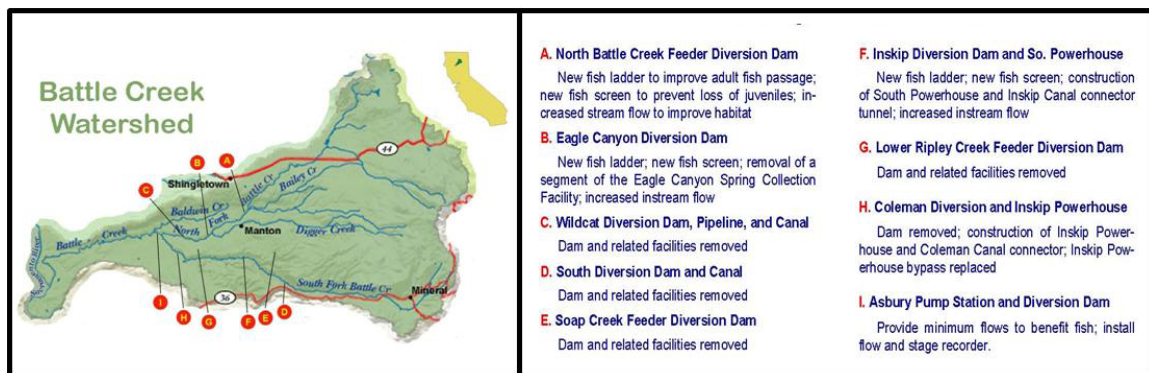 Battle Creek
Watershed
44
B
A
Shingletown
C
Battle Cr
Bailey Cr
Baldwin Cr
North Fork
Manton
Digger Creek
Battle Creek
Sacramento River
South Fork Battle Cr
Mineral
36
I
H
G
F
E
D
A. North Battle Creek Feeder Diversion Dam
New fish ladder to improve adult fish passage;
new fish screen to prevent loss of juveniles; in-
creased stream flow to improve habitat
B. Eagle Canyon Diversion Dam
New fish ladder; new fish screen; removal of a
segment of the Eagle Canyon Spring Collection
Facility; increased instream flow
C. Wildcat Diversion Dam, Pipeline, and Canal
Dam and related facilities removed
D. South Diversion Dam and Canal
Dam and related facilities removed
E. Soap Creek Feeder Diversion Dam
Dam and related facilities removed
F. Inskip Diversion Dam and So. Powerhouse
New fish ladder; new fish screen; construction
of South Powerhouse and Inskip Canal connector
tunnel; increased instream flow
G. Lower Ripley Creek Feeder Diversion Dam
Dam and related facilities removed
H. Coleman Diversion and Inskip Powerhouse
Dam removed; construction of Inskip Power-
house and Coleman Canal connector; Inskip Pow-
erhouse bypass replaced
I. Asbury Pump Station and Diversion Dam
Provide minimum flows to benefit fish; install
flow and stage recorder.